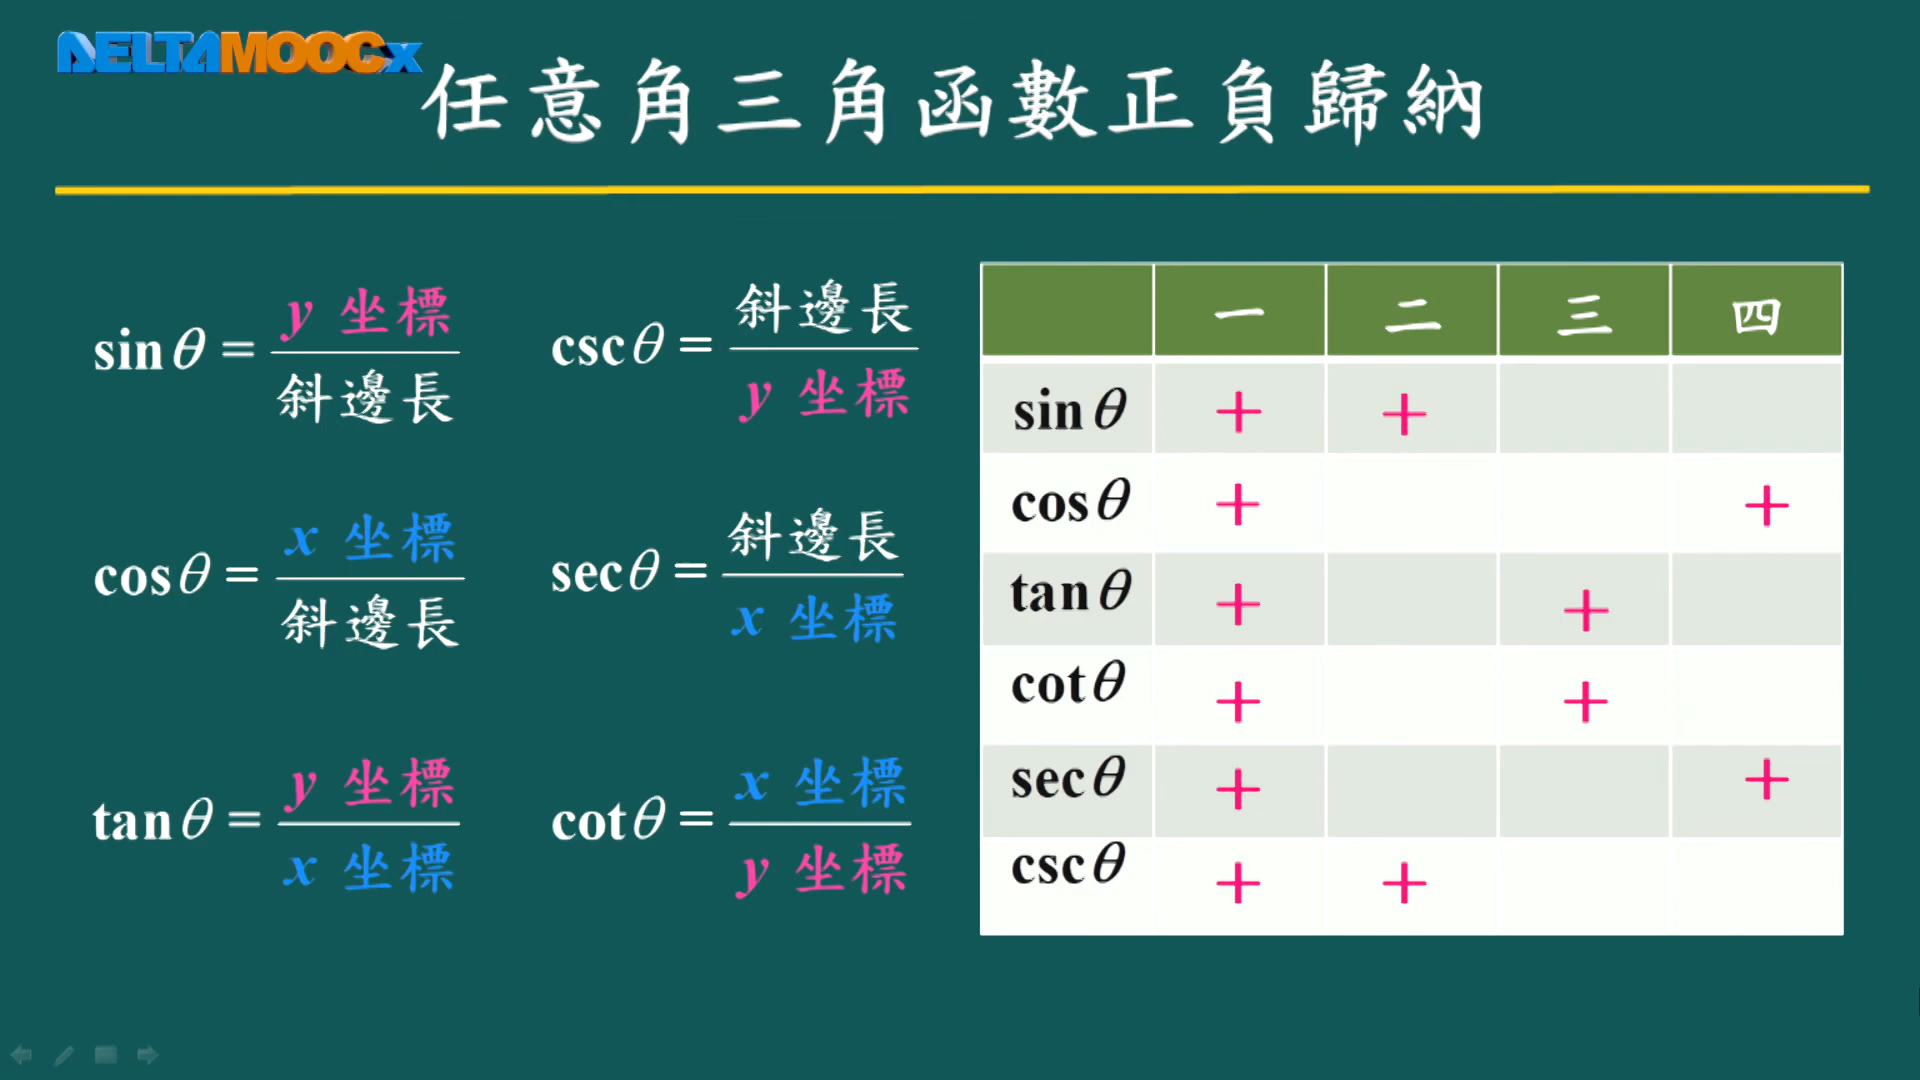 DELTAMOOCx
任意角三角函數正負歸納
sinθ = y 坐標 / 斜邊長
cscθ = 斜邊長 / y 坐標
cosθ = x 坐標 / 斜邊長
secθ = 斜邊長 / x 坐標
tanθ = y 坐標 / x 坐標
cotθ = x 坐標 / y 坐標
一 二 三 四
sinθ + +
cosθ + +
tanθ + +
cotθ + +
secθ + +
cscθ + +